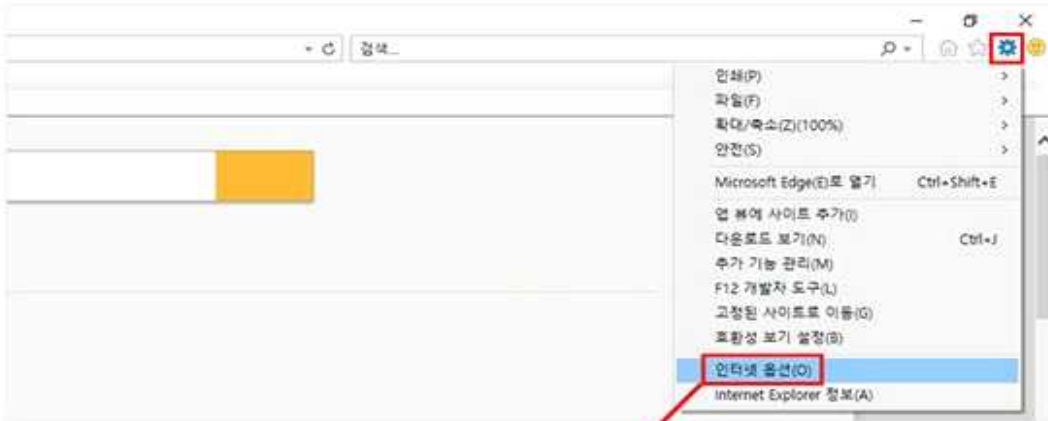 검색...
인쇄(P)
파일(F)
확대/축소(Z)(100%)
안전(S)
Microsoft Edge(E)로 열기 Ctrl+Shift+E
앱 뷰에 사이트 추가(I)
다운로드 보기(N) Ctrl+J
추가 기능 관리(M)
F12 개발자 도구(L)
고정된 사이트로 이동(G)
호환성 보기 설정(B)
인터넷 옵션(O)
Internet Explorer 정보(A)